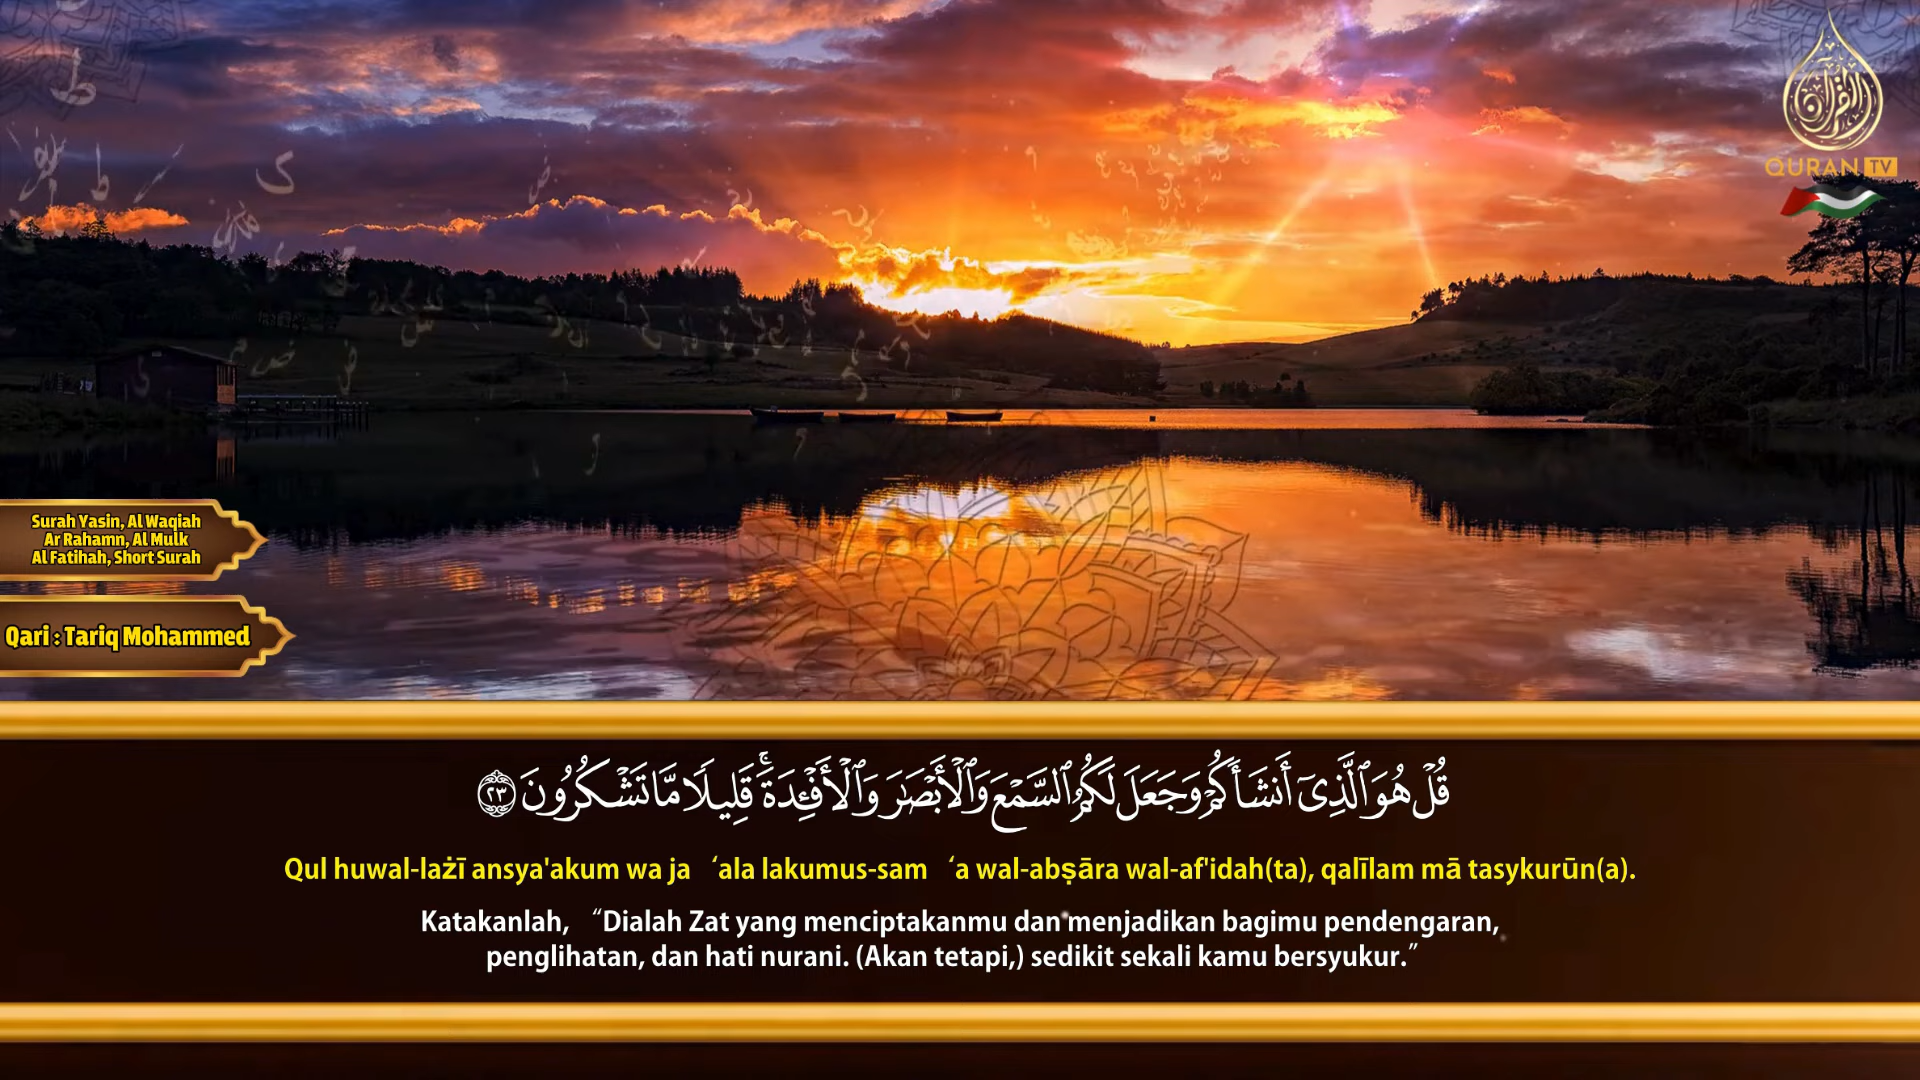 القرآن
QURAN TV
Surah Yasin, Al Waqiah
Ar Rahamn, Al Mulk
Al Fatihah, Short Surah
Qari : Tariq Mohammed
قُلْ هُوَ ٱلَّذِىٓ أَنشَأَكُمْ وَجَعَلَ لَكُمُ ٱلسَّمْعَ وَٱلْأَبْصَٰرَ وَٱلْأَفْـِٔدَةَ ۖ قَلِيلًا مَّا تَشْكُرُونَ ٢٣
Qul huwal-lażī ansya'akum wa ja ‘ala lakumus-sam ‘a wal-abṣāra wal-af'idah(ta), qalīlam mā tasykurūn(a).
Katakanlah, “Dialah Zat yang menciptakanmu dan menjadikan bagimu pendengaran,
penglihatan, dan hati nurani. (Akan tetapi,) sedikit sekali kamu bersyukur.”